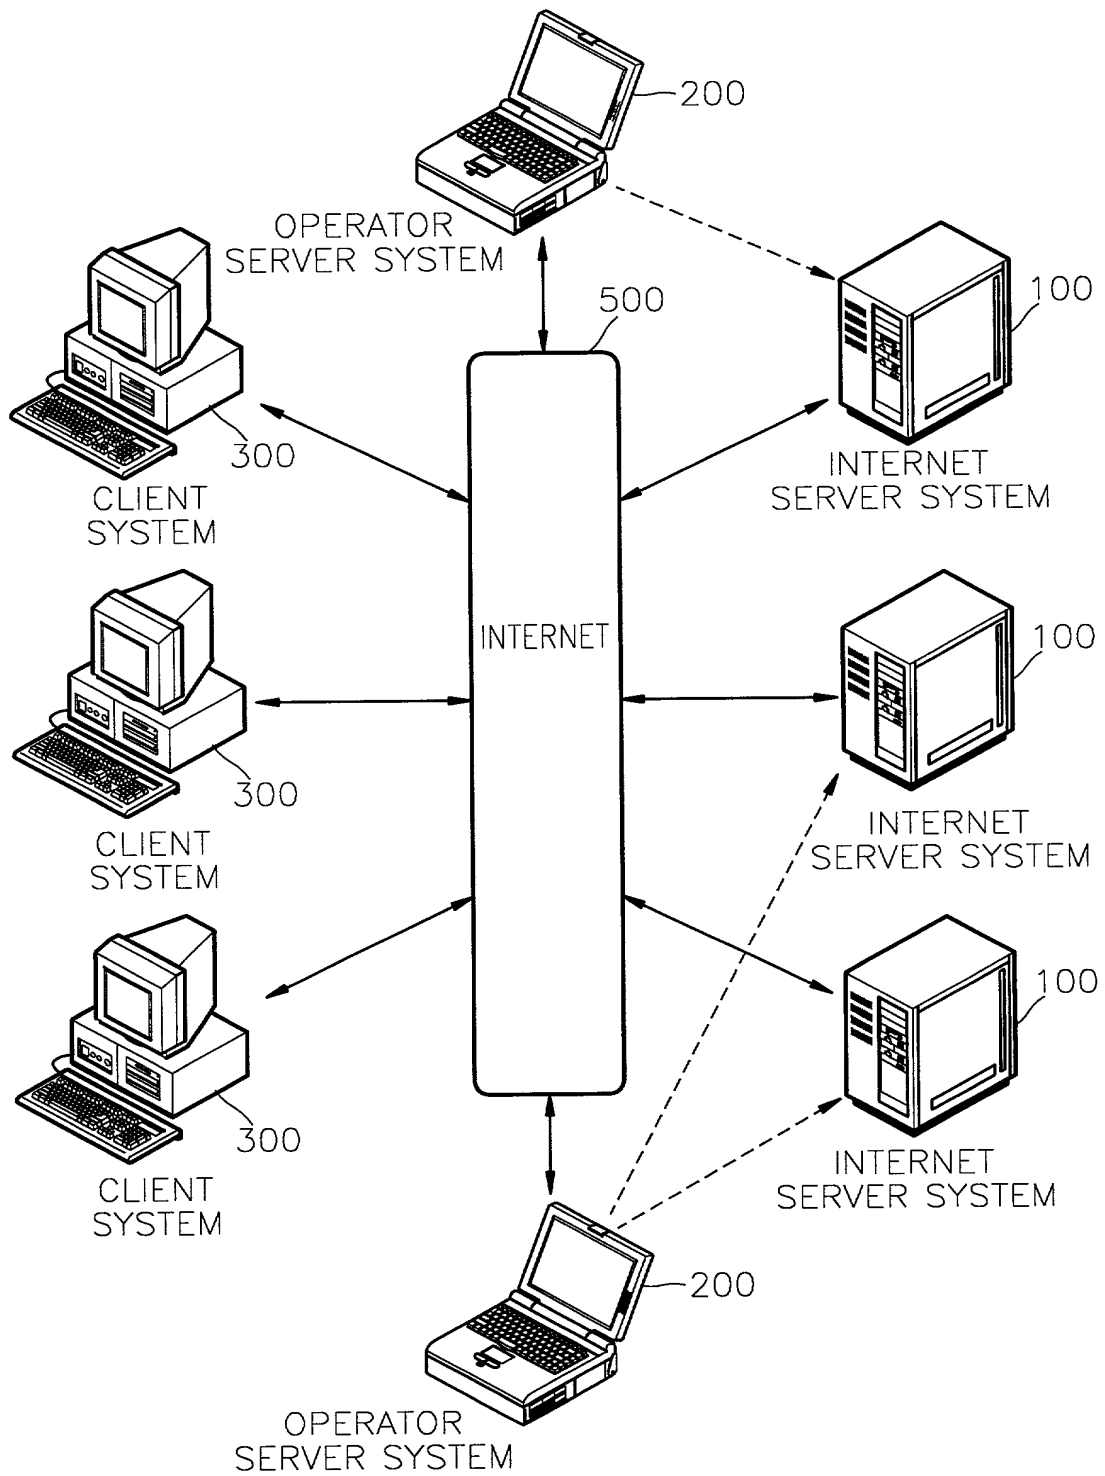 200
OPERATOR
SERVER SYSTEM
500
100
300
CLIENT
SYSTEM
INTERNET
SERVER SYSTEM
INTERNET
100
300
CLIENT
SYSTEM
INTERNET
SERVER SYSTEM
100
300
CLIENT
SYSTEM
INTERNET
SERVER SYSTEM
200
OPERATOR
SERVER SYSTEM